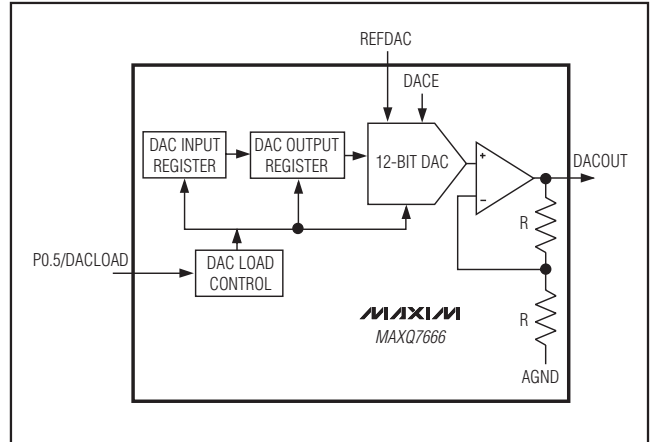 REFDAC
DACE
DAC INPUT
REGISTER
DAC OUTPUT
REGISTER
12-BIT DAC
+
-
DACOUT
R
P0.5/DACLOAD
DAC LOAD
CONTROL
MAXIM
MAXQ7666
R
AGND